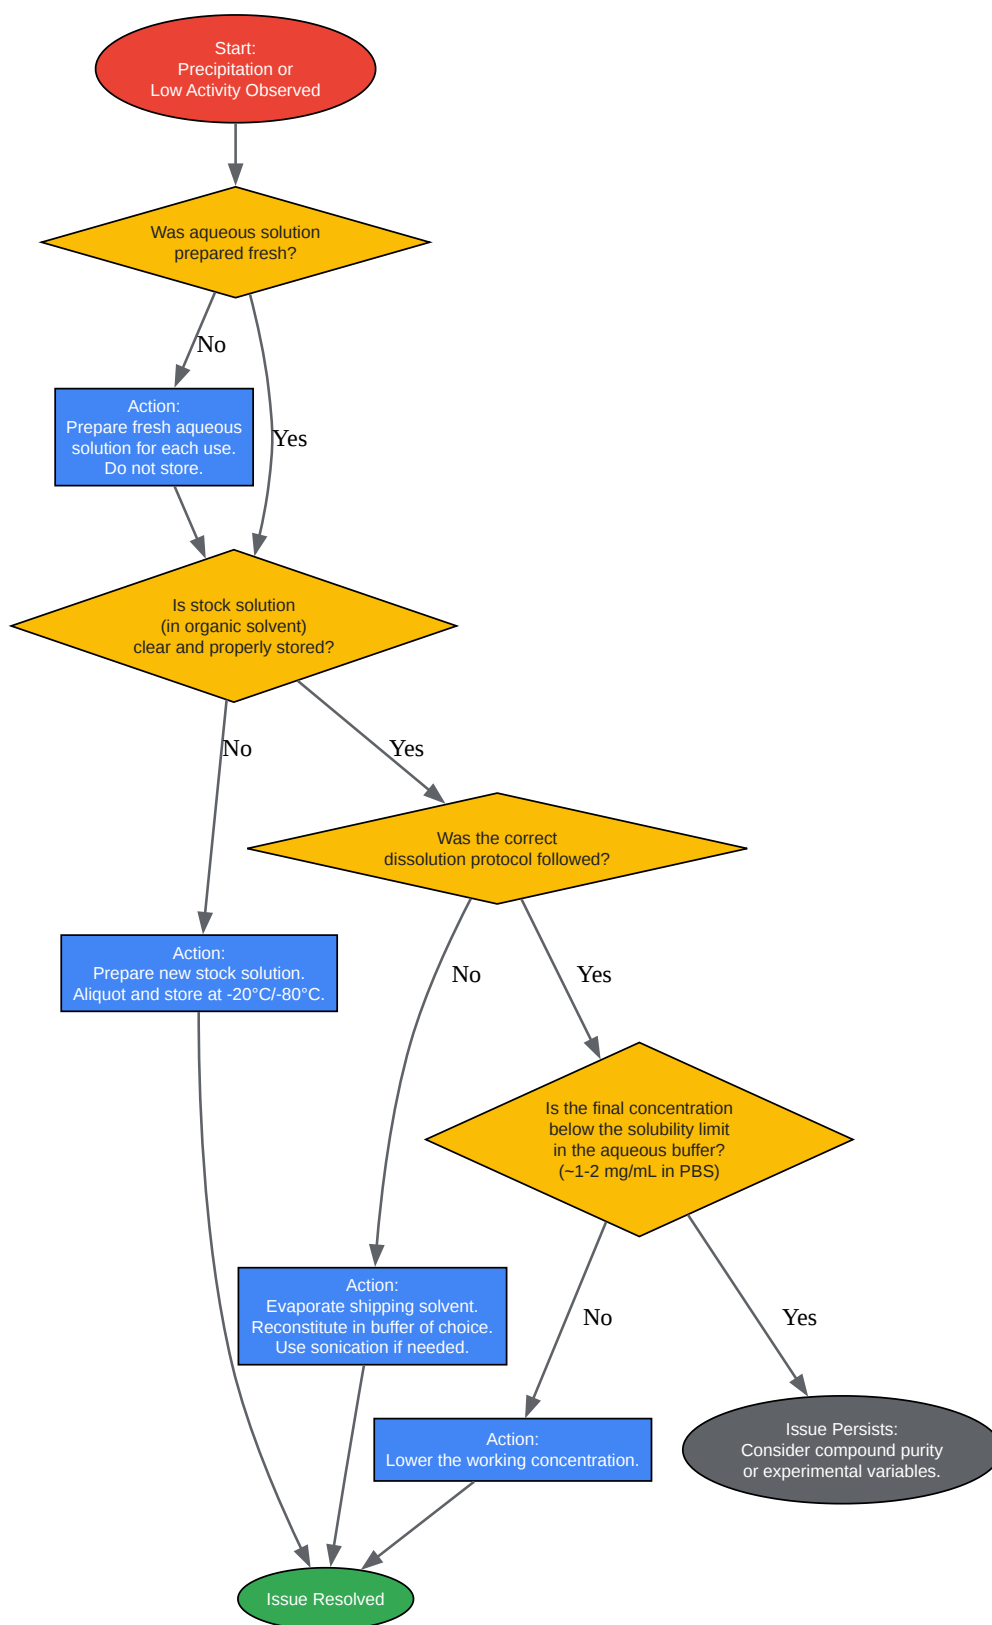 Start:
Precipitation or
Low Activity Observed
Was aqueous solution
prepared fresh?
No
Action:
Prepare fresh aqueous
solution for each use.
Do not store.
Yes
Is stock solution
(in organic solvent)
clear and properly stored?
No
Yes
Was the correct
dissolution protocol followed?
Action:
Prepare new stock solution.
Aliquot and store at -20°C/-80°C.
No
Yes
Is the final concentration
below the solubility limit
in the aqueous buffer?
(~1-2 mg/mL in PBS)
Action:
Evaporate shipping solvent.
Reconstitute in buffer of choice.
Use sonication if needed.
No
Yes
Action:
Lower the working concentration.
Issue Persists:
Consider compound purity
or experimental variables.
Issue Resolved